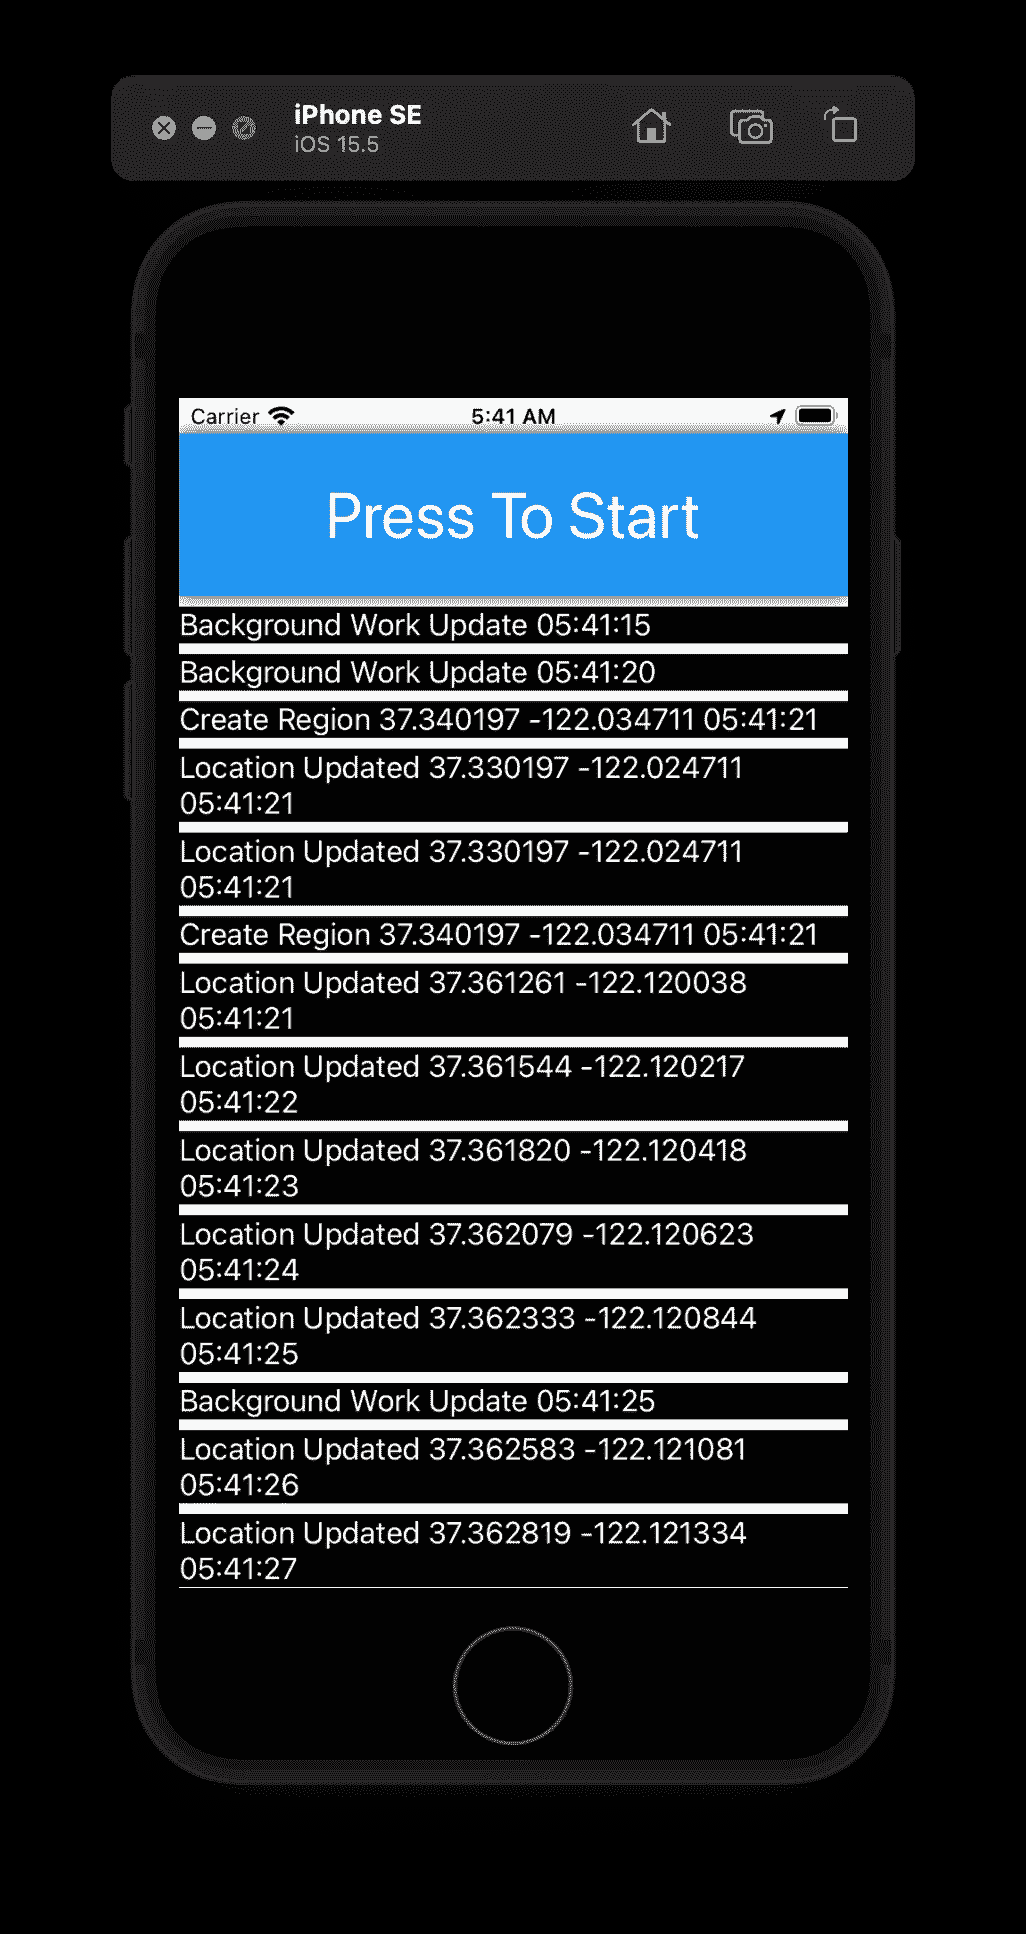 iPhone SE
iOS 15.5
Carrier 5:41 AM
Press To Start
Background Work Update 05:41:15
Background Work Update 05:41:20
Create Region 37.340197 -122.034711 05:41:21
Location Updated 37.330197 -122.024711
05:41:21
Location Updated 37.330197 -122.024711
05:41:21
Create Region 37.340197 -122.034711 05:41:21
Location Updated 37.361261 -122.120038
05:41:21
Location Updated 37.361544 -122.120217
05:41:22
Location Updated 37.361820 -122.120418
05:41:23
Location Updated 37.362079 -122.120623
05:41:24
Location Updated 37.362333 -122.120844
05:41:25
Background Work Update 05:41:25
Location Updated 37.362583 -122.121081
05:41:26
Location Updated 37.362819 -122.121334
05:41:27